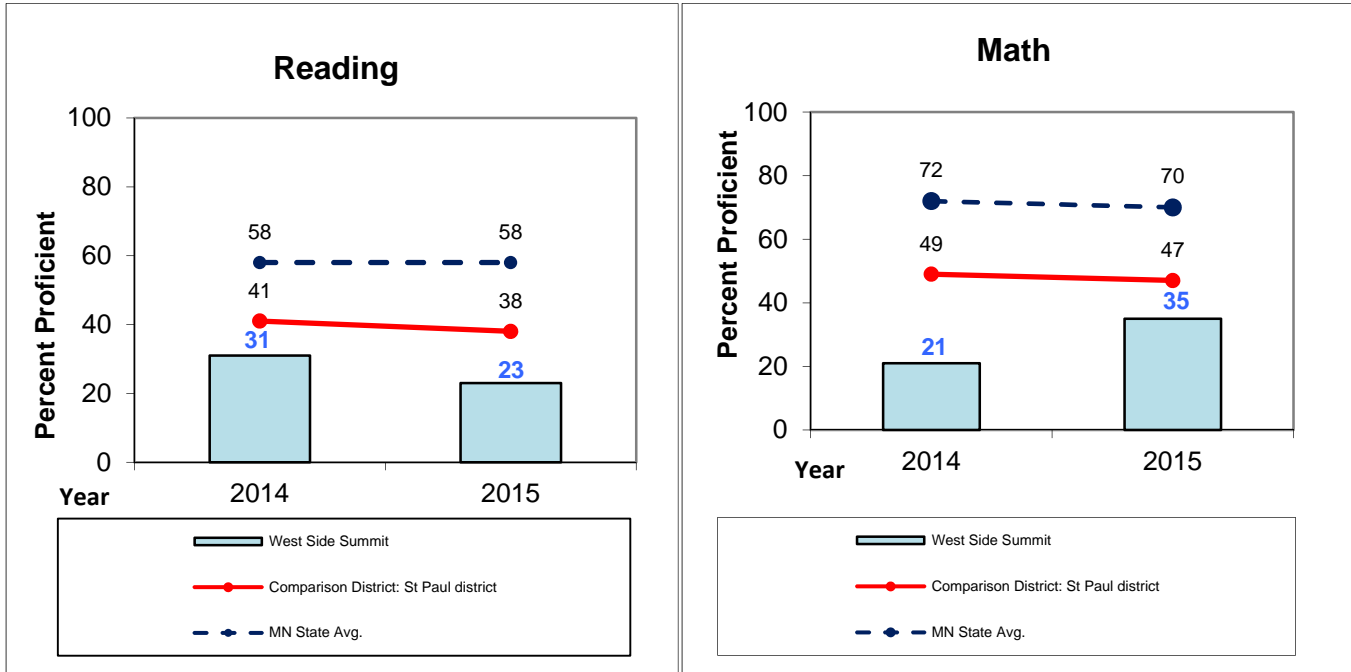 Reading
Percent Proficient
100
80
60
40
20
0
58
58
41
38
31
23
Year
2014
2015
West Side Summit
Comparison District: St Paul district
MN State Avg.
Math
Percent Proficient
100
80
60
40
20
0
72
70
49
47
35
21
Year
2014
2015
West Side Summit
Comparison District: St Paul district
MN State Avg.